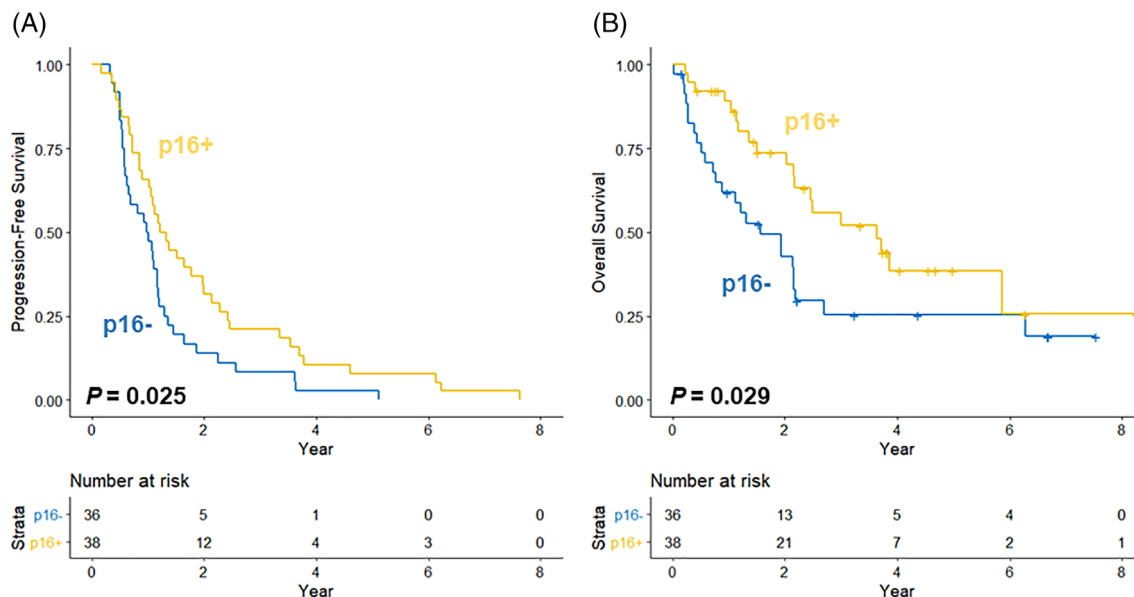 (A)
Progression-Free Survival
1.00
0.75
0.50
0.25
0.00
p16+
p16-
P = 0.025
0 2 4 6 8
Year
Number at risk
Strata
p16- 36 5 1 0 0
p16+ 38 12 4 3 0
0 2 4 6 8
Year
(B)
Overall Survival
1.00
0.75
0.50
0.25
0.00
p16+
p16-
P = 0.029
0 2 4 6 8
Year
Number at risk
Strata
p16- 36 13 5 4 0
p16+ 38 21 7 2 1
0 2 4 6 8
Year